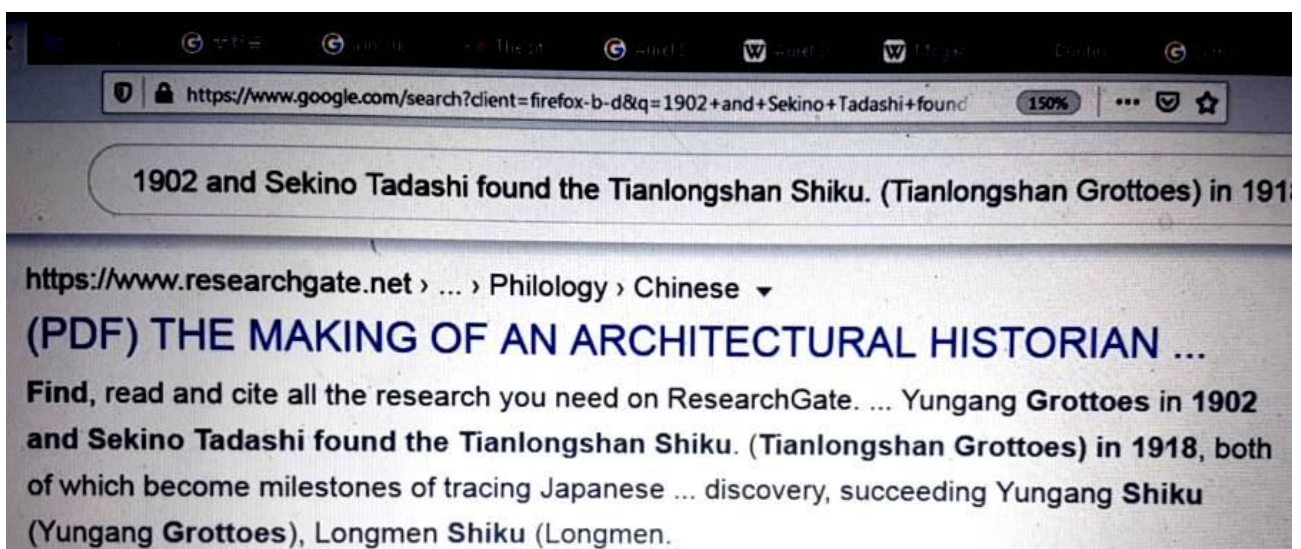 https://www.google.com/search?client=firefox-b-d&q=1902+and+Sekino+Tadashi+found 150%
1902 and Sekino Tadashi found the Tianlongshan Shiku. (Tianlongshan Grottoes) in 191
https://www.researchgate.net › ... › Philology › Chinese
(PDF) THE MAKING OF AN ARCHITECTURAL HISTORIAN ...
Find, read and cite all the research you need on ResearchGate. ... Yungang Grottoes in 1902
and Sekino Tadashi found the Tianlongshan Shiku. (Tianlongshan Grottoes) in 1918, both
of which become milestones of tracing Japanese ... discovery, succeeding Yungang Shiku
(Yungang Grottoes), Longmen Shiku (Longmen.